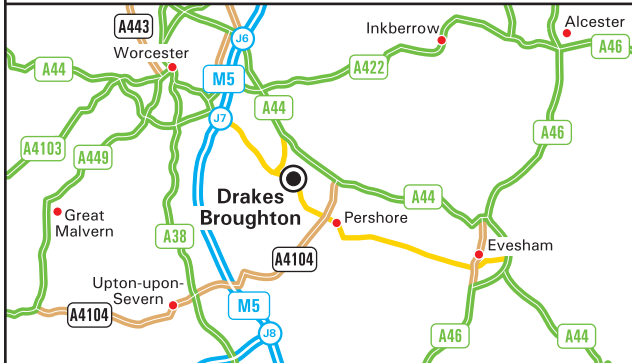 A443
J6
Inkberrow
Alcester
A46
Worcester
A44
A422
M5
A44
J7
A46
A4103
A449
Drakes
Broughton
A44
Great
Malvern
Pershore
A38
Evesham
A4104
Upton-upon-
Severn
A4104
M5
J8
A46
A44